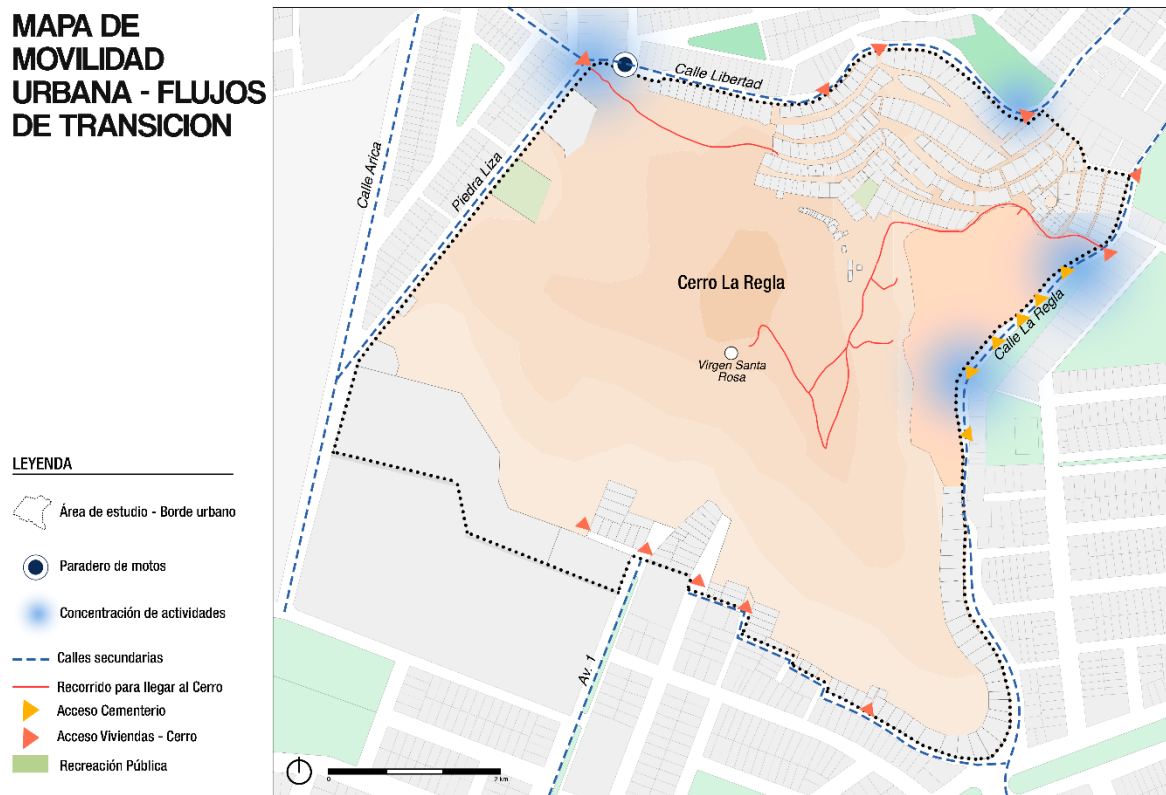 MAPA DE
MOVILIDAD
URBANA - FLUJOS
DE TRANSICION
Calle Libertad
Calle Arica
Piedra Liza
Cerro La Regla
Calle La Regla
Virgen Santa
Rosa
Av. 1
LEYENDA
Área de estudio - Borde urbano
Paradero de motos
Concentración de actividades
Calles secundarias
Recorrido para llegar al Cerro
Acceso Cementerio
Acceso Viviendas - Cerro
Recreación Pública
0 2 km